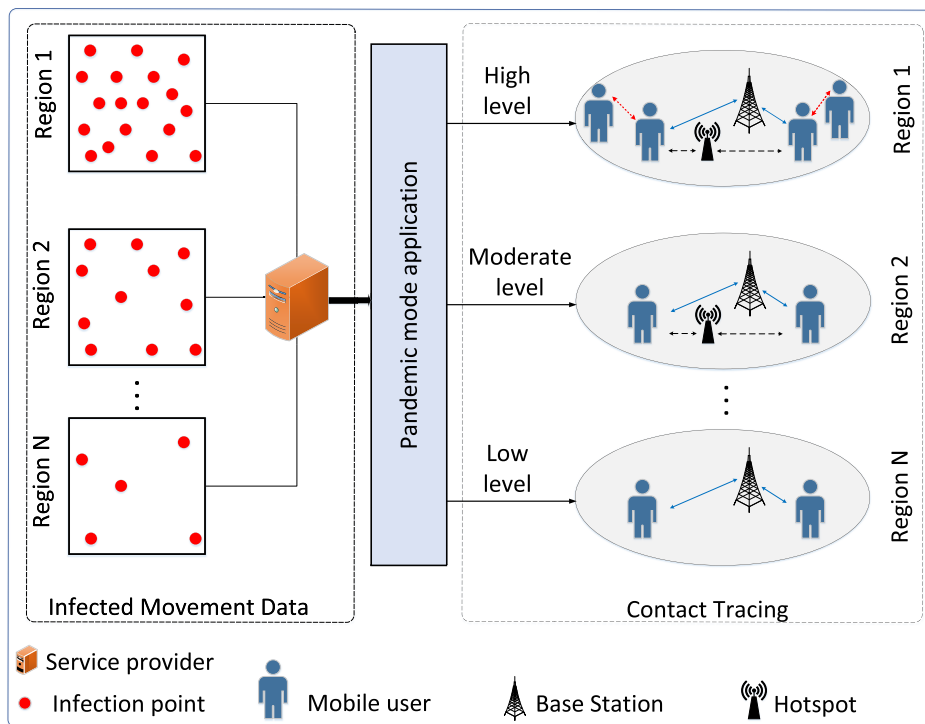 Region 1
Region 2
Region N
Infected Movement Data
Pandemic mode application
High
level
Moderate
level
Low
level
Region 1
Region 2
Region N
Contact Tracing
Service provider
Infection point
Mobile user
Base Station
Hotspot